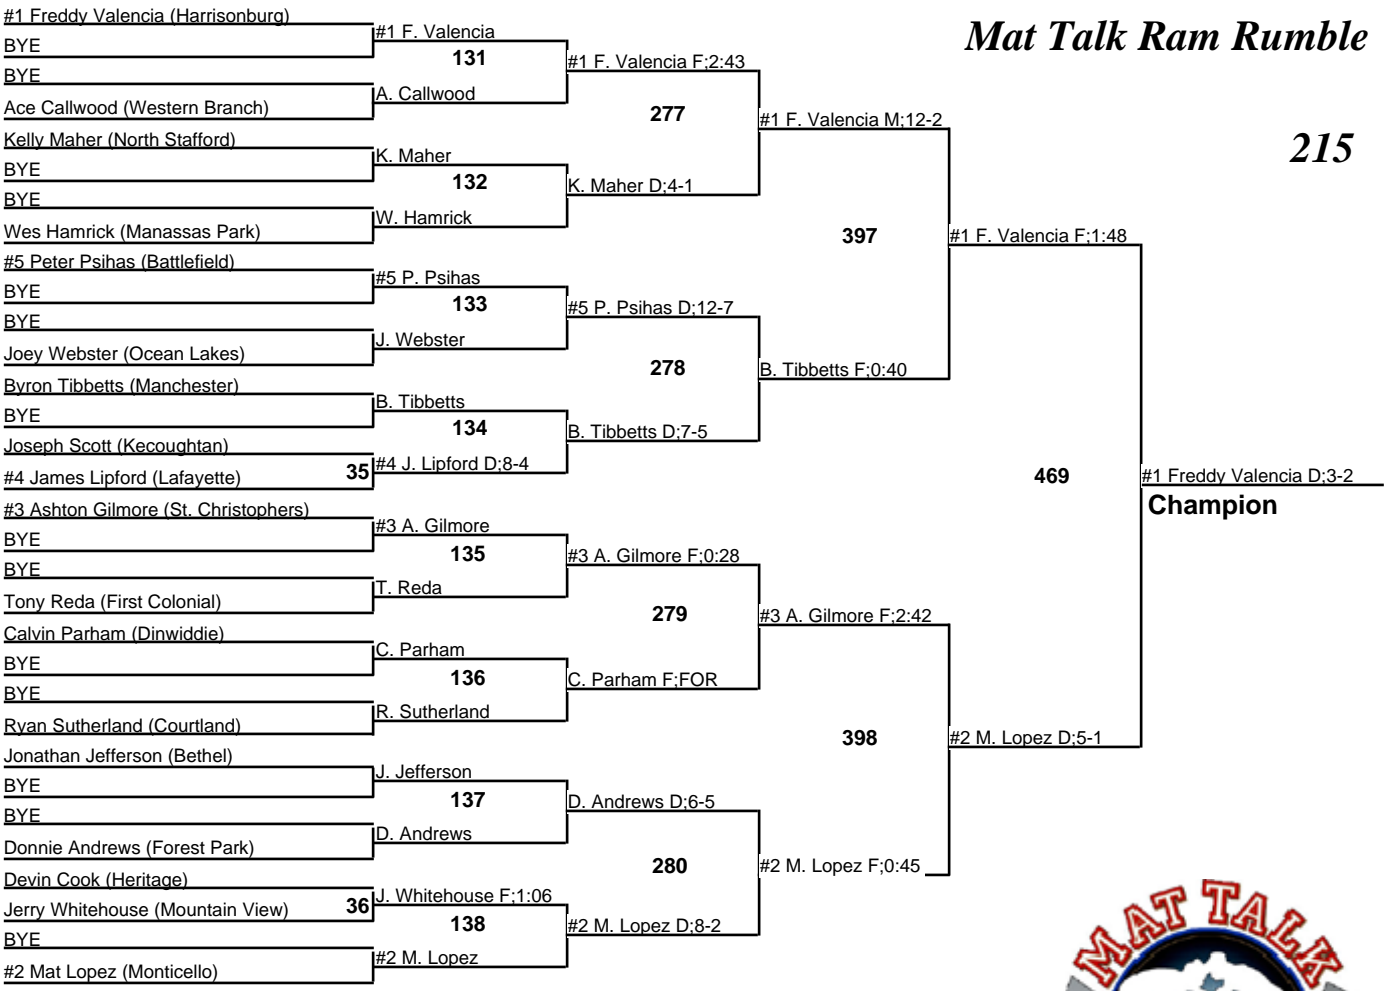 Mat Talk Ram Rumble
215
#1 Freddy Valencia (Harrisonburg)
BYE
BYE
Ace Callwood (Western Branch)
Kelly Maher (North Stafford)
BYE
BYE
Wes Hamrick (Manassas Park)
#5 Peter Psihas (Battlefield)
BYE
BYE
Joey Webster (Ocean Lakes)
Byron Tibbetts (Manchester)
BYE
Joseph Scott (Kecoughtan)
#4 James Lipford (Lafayette)
35
#3 Ashton Gilmore (St. Christophers)
BYE
BYE
Tony Reda (First Colonial)
Calvin Parham (Dinwiddie)
BYE
BYE
Ryan Sutherland (Courtland)
Jonathan Jefferson (Bethel)
BYE
BYE
Donnie Andrews (Forest Park)
Devin Cook (Heritage)
Jerry Whitehouse (Mountain View)
36
BYE
#2 Mat Lopez (Monticello)
#1 F. Valencia
131
A. Callwood
K. Maher
132
W. Hamrick
#5 P. Psihas
133
J. Webster
B. Tibbetts
134
#4 J. Lipford D;8-4
#3 A. Gilmore
135
T. Reda
C. Parham
136
R. Sutherland
J. Jefferson
137
D. Andrews
J. Whitehouse F;1:06
138
#2 M. Lopez
#1 F. Valencia F;2:43
277
K. Maher D;4-1
#5 P. Psihas D;12-7
278
B. Tibbetts D;7-5
#3 A. Gilmore F;0:28
279
C. Parham F;FOR
D. Andrews D;6-5
280
#2 M. Lopez D;8-2
#1 F. Valencia M;12-2
397
B. Tibbetts F;0:40
#3 A. Gilmore F;2:42
398
#2 M. Lopez F;0:45
#1 F. Valencia F;1:48
469
#2 M. Lopez D;5-1
#1 Freddy Valencia D;3-2
Champion
MAT TALK